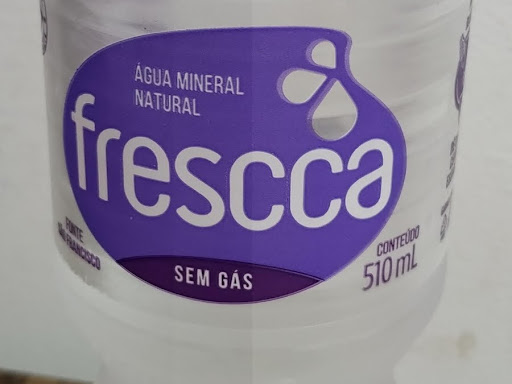 ÁGUA MINERAL
NATURAL
frescca
FONTE
SÃO FRANCISCO
SEM GÁS
CONTEÚDO
510 mL